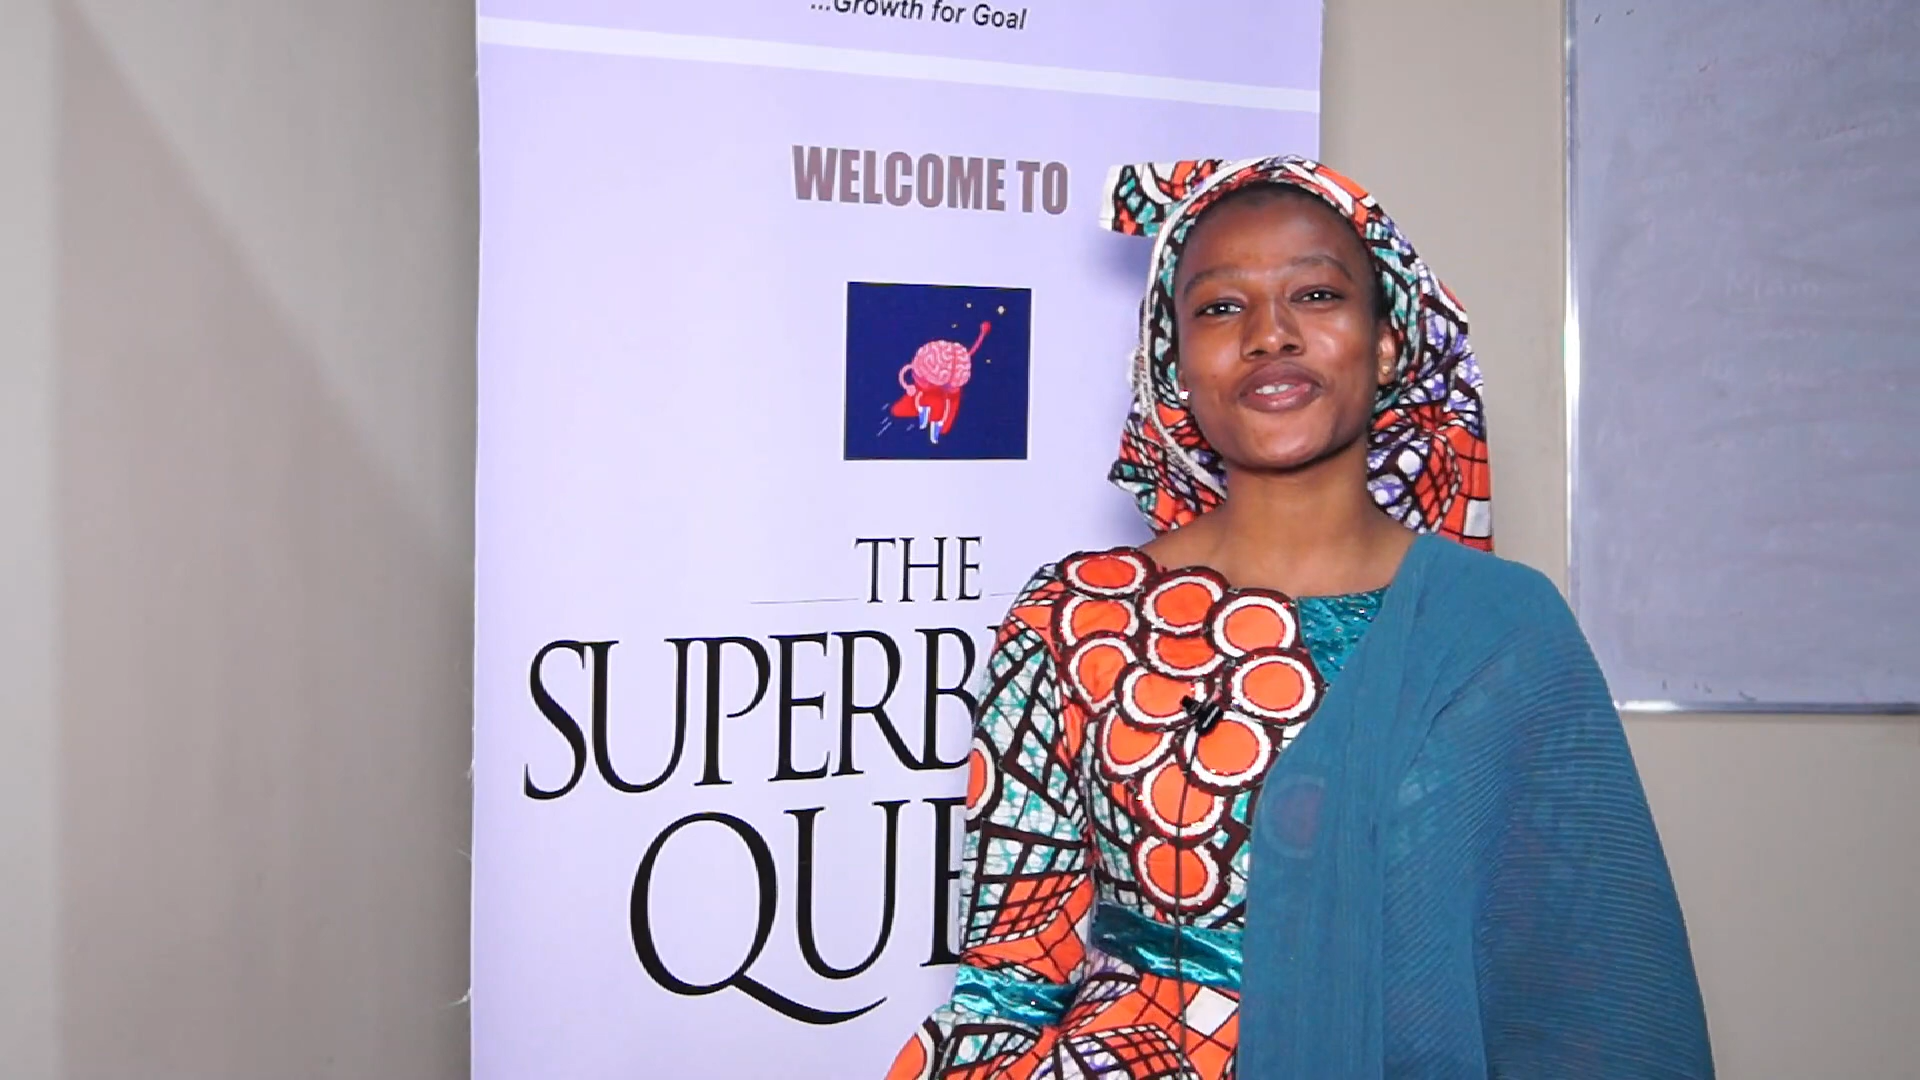 ...Growth for Goal
WELCOME TO
THE
SUPERB
QUE